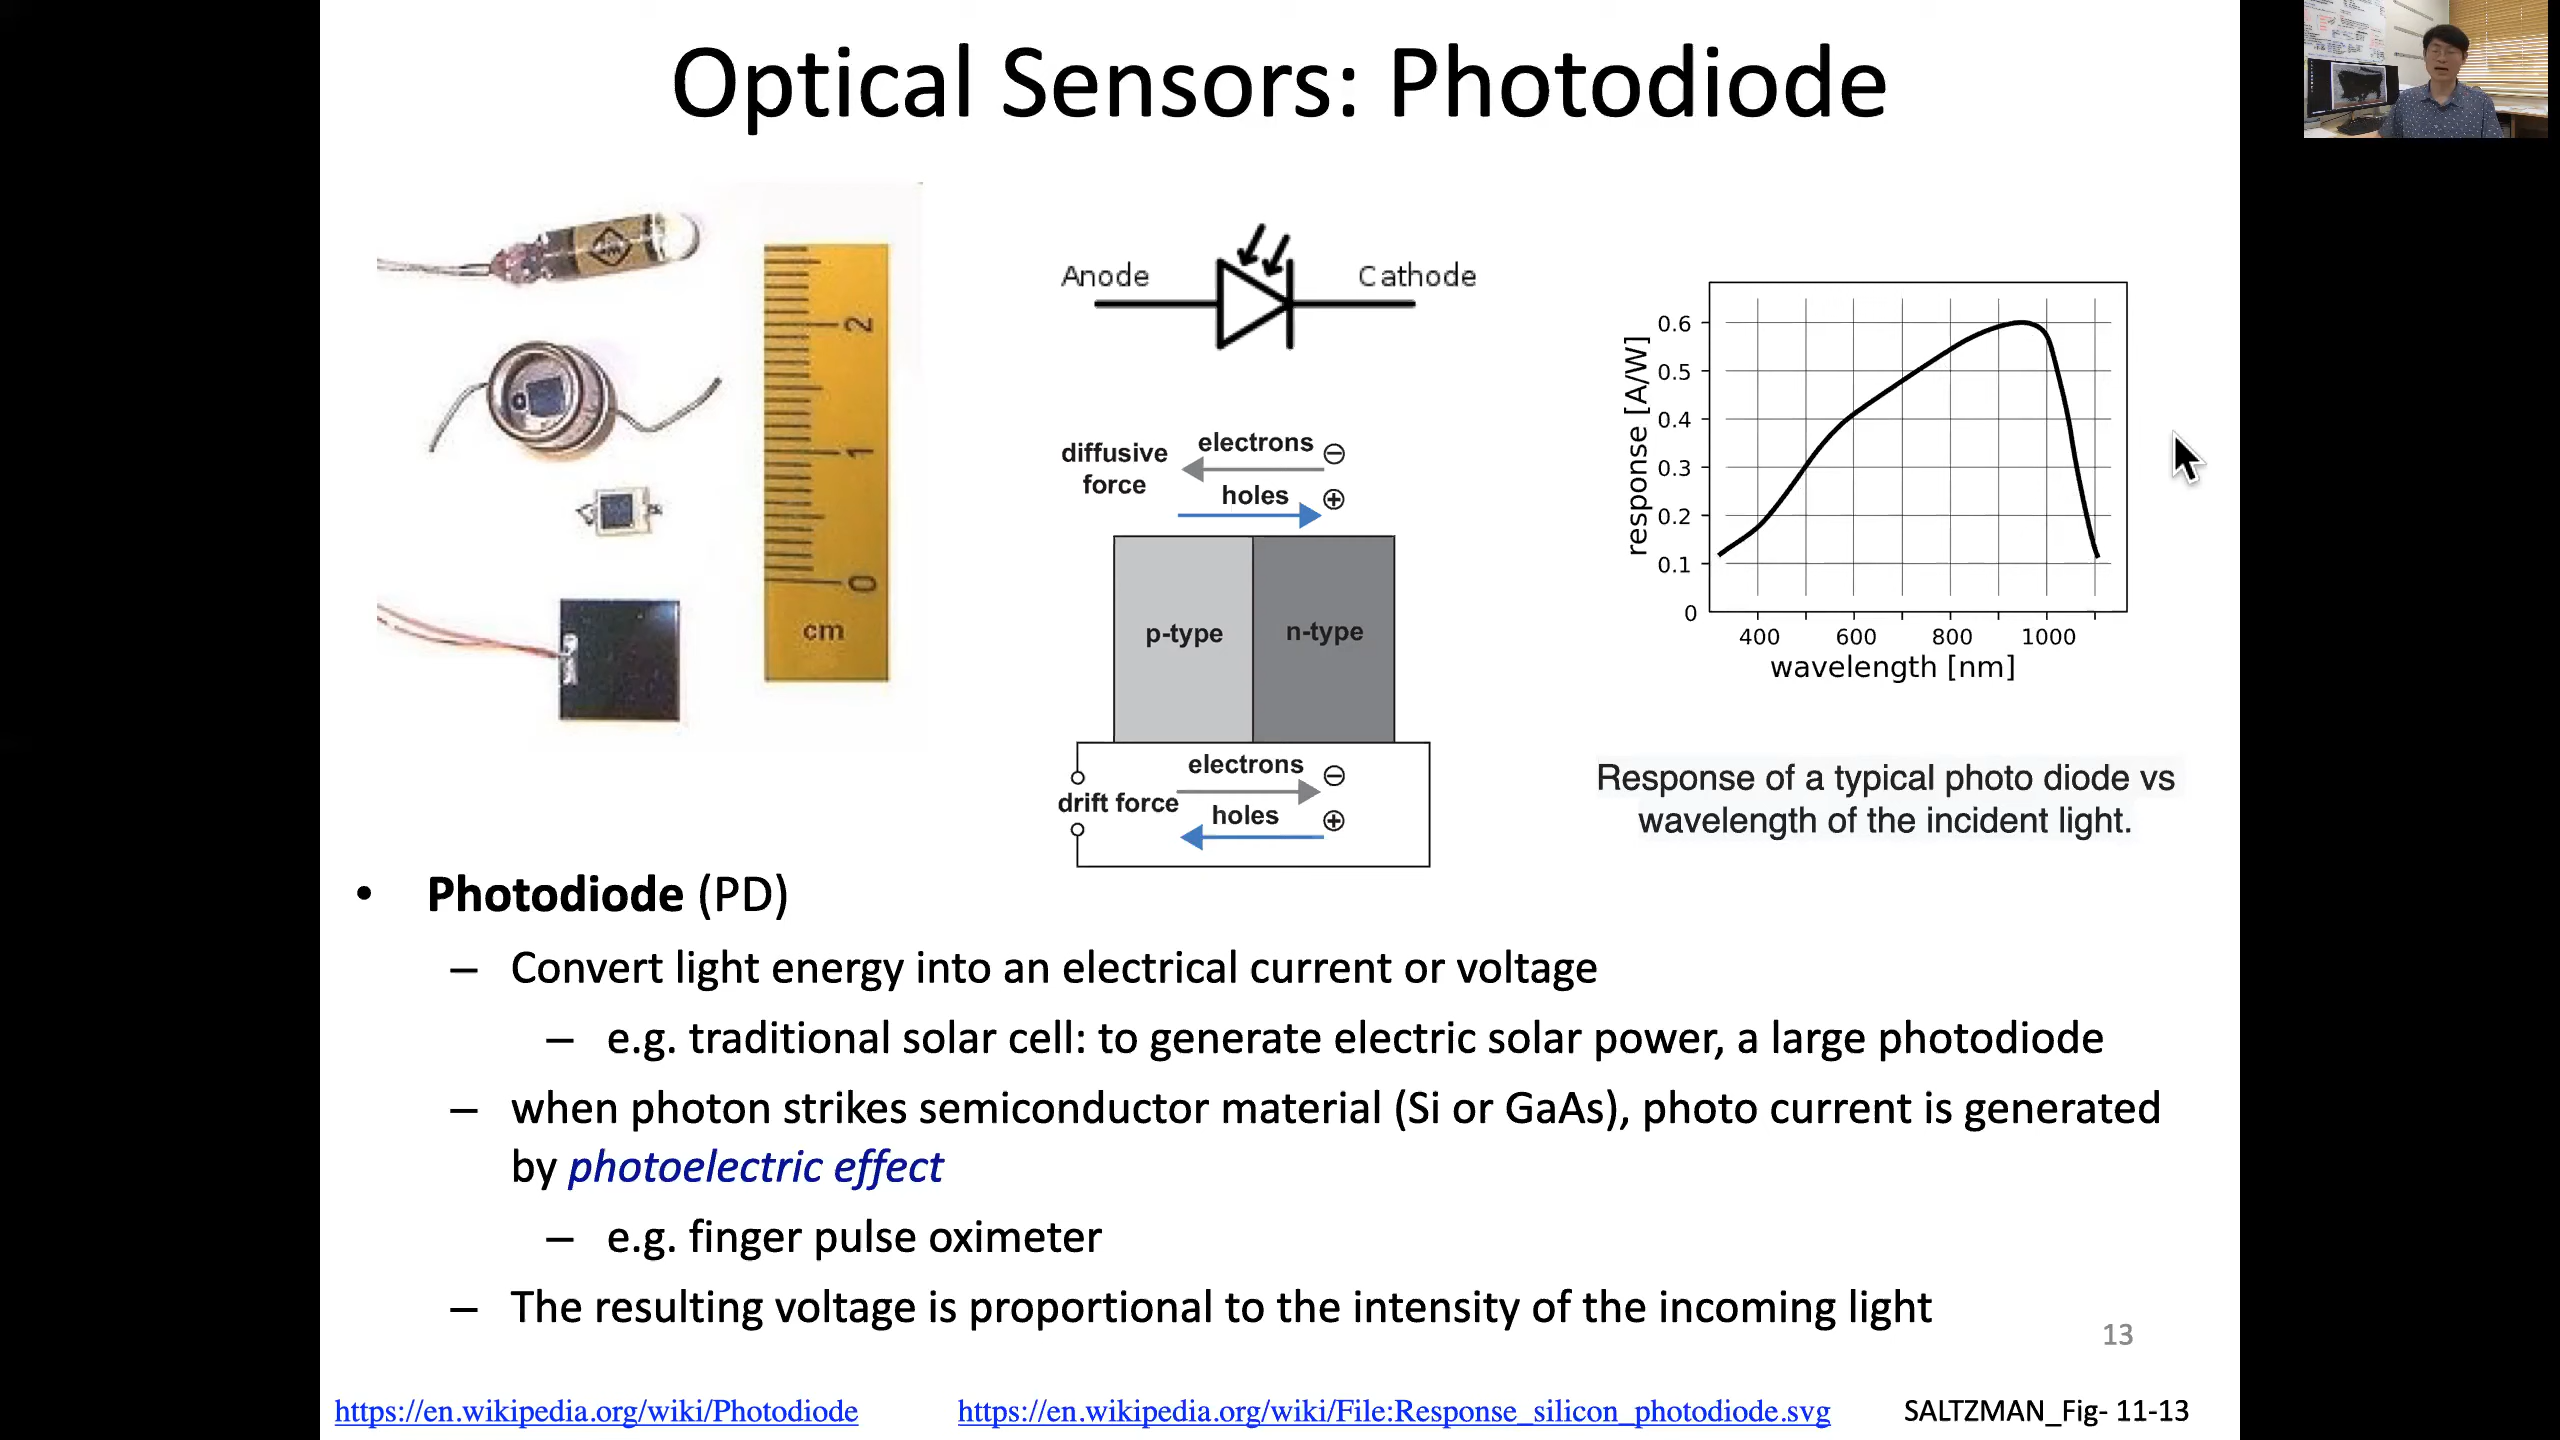 Optical Sensors: Photodiode
2
1
0
cm
Anode
Cathode
diffusive
force
electrons
holes
p-type
n-type
electrons
drift force
holes
response [A/W]
0.6
0.5
0.4
0.3
0.2
0.1
0
400 600 800 1000
wavelength [nm]
Response of a typical photo diode vs
wavelength of the incident light.
• Photodiode (PD)
– Convert light energy into an electrical current or voltage
– e.g. traditional solar cell: to generate electric solar power, a large photodiode
– when photon strikes semiconductor material (Si or GaAs), photo current is generated
by photoelectric effect
– e.g. finger pulse oximeter
– The resulting voltage is proportional to the intensity of the incoming light
13
https://en.wikipedia.org/wiki/Photodiode
https://en.wikipedia.org/wiki/File:Response_silicon_photodiode.svg
SALTZMAN_Fig- 11-13